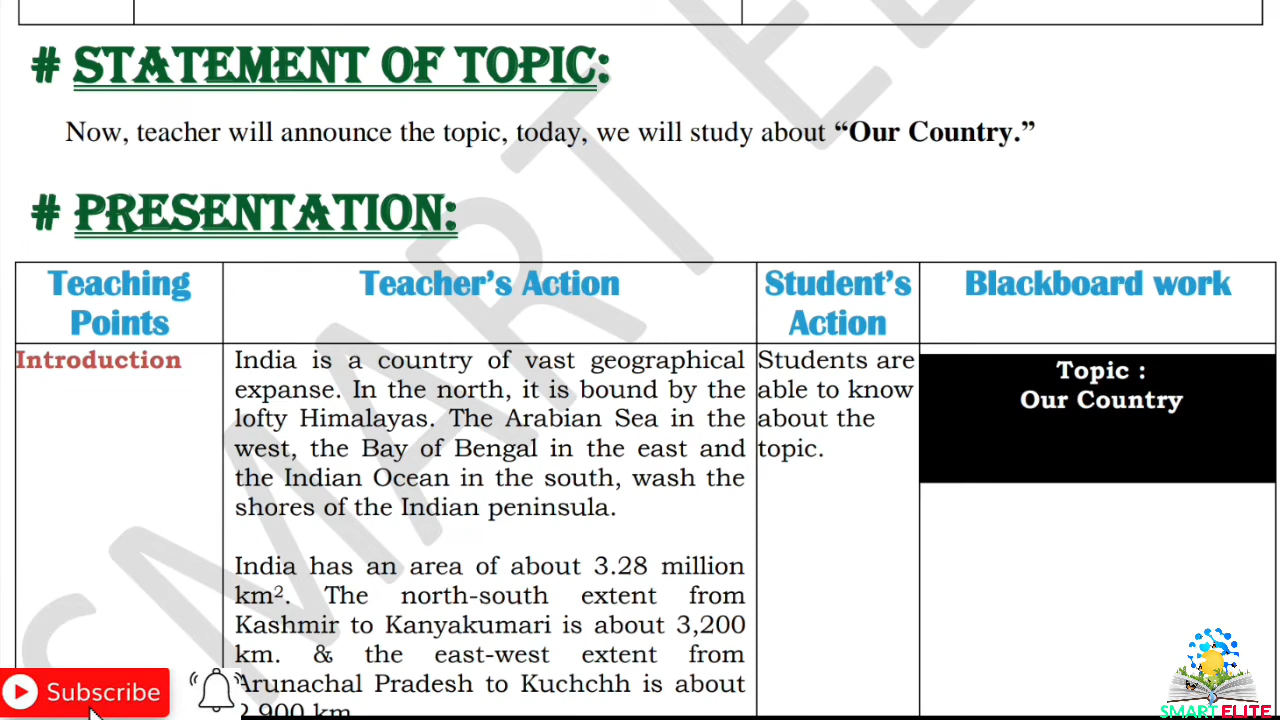 # STATEMENT OF TOPIC:
Now, teacher will announce the topic, today, we will study about “Our Country.”
# PRESENTATION:
Teaching Points
Teacher’s Action
Student’s Action
Blackboard work
Introduction
India is a country of vast geographical
expanse. In the north, it is bound by the
lofty Himalayas. The Arabian Sea in the
west, the Bay of Bengal in the east and
the Indian Ocean in the south, wash the
shores of the Indian peninsula.
India has an area of about 3.28 million
km². The north-south extent from
Kashmir to Kanyakumari is about 3,200
km. & the east-west extent from
Arunachal Pradesh to Kuchchh is about
2,900 km
Students are
able to know
about the
topic.
Topic :
Our Country
SMART EL
Subscribe
SMART ELITE